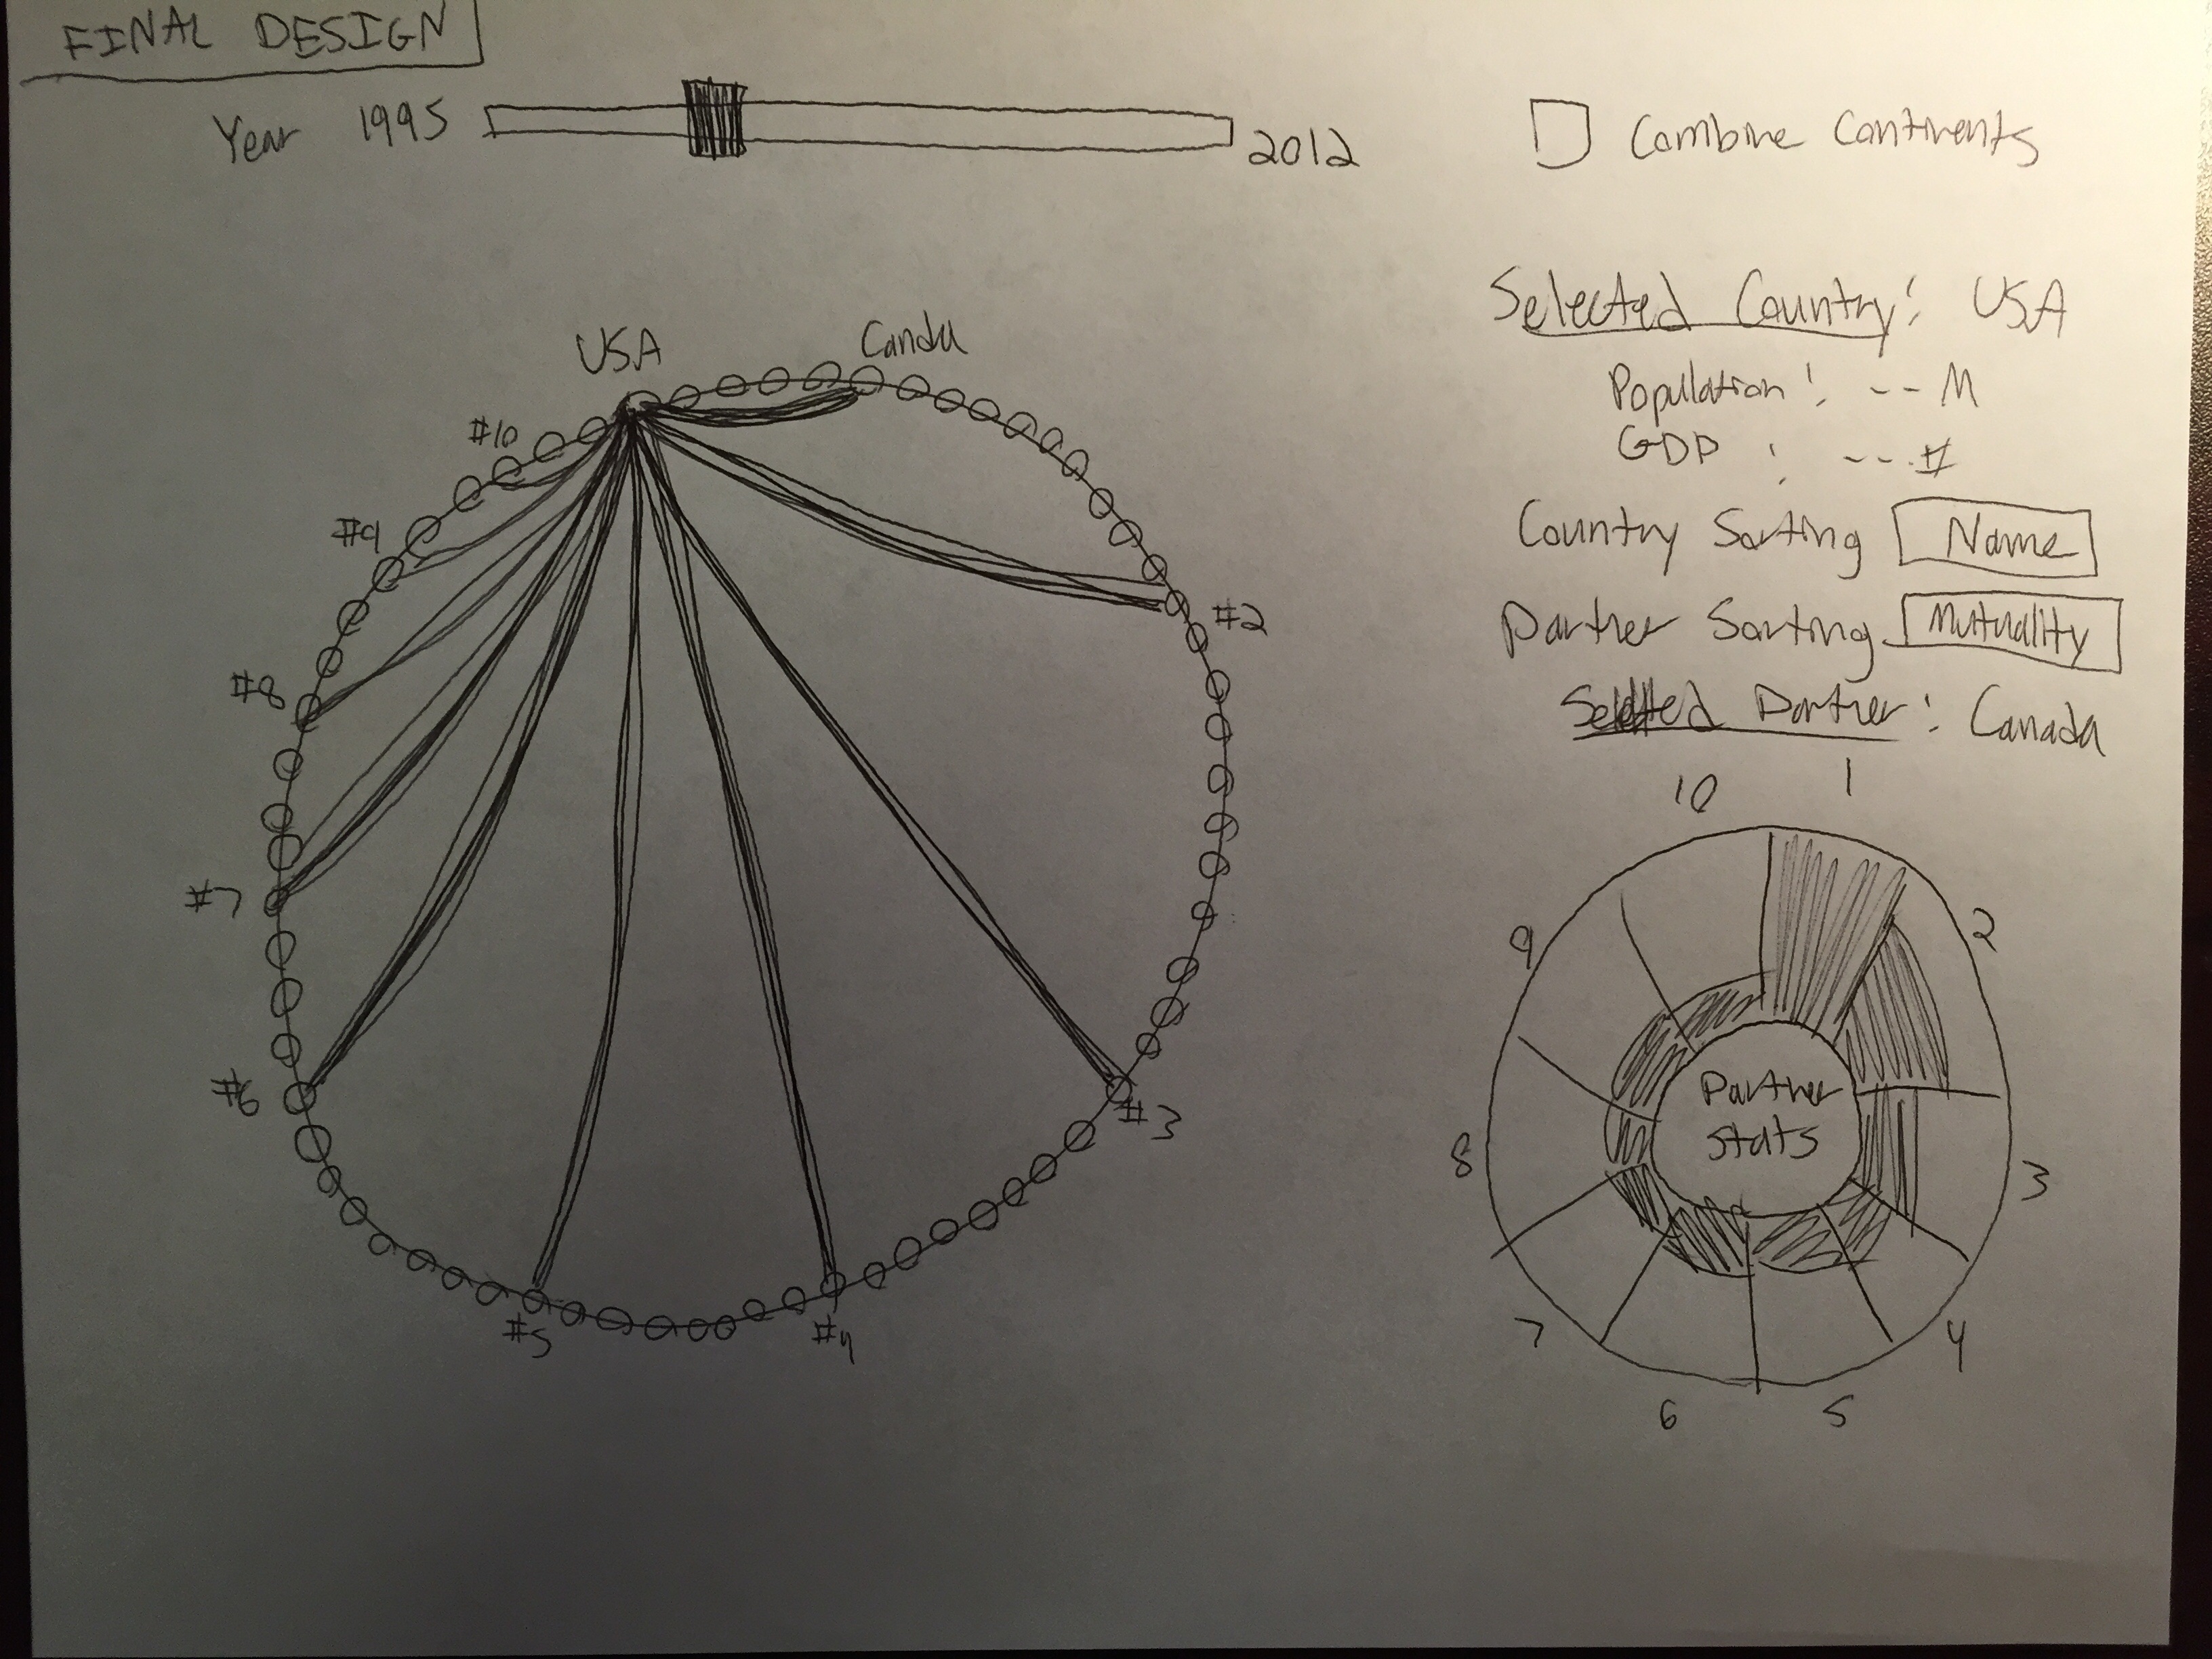 FINAL DESIGN
Year 1995 2012
Combine Continents
Selected Country: USA
Population: -- M
GDP : --
Country Sorting Name
Partner Sorting Mutuality
Selected Partner: Canada
USA
Canda
#10
#9
#8
#7
#6
#5
#4
#3
#2
10 1
9 2
8 3
7 4
6 5
Partner
stats